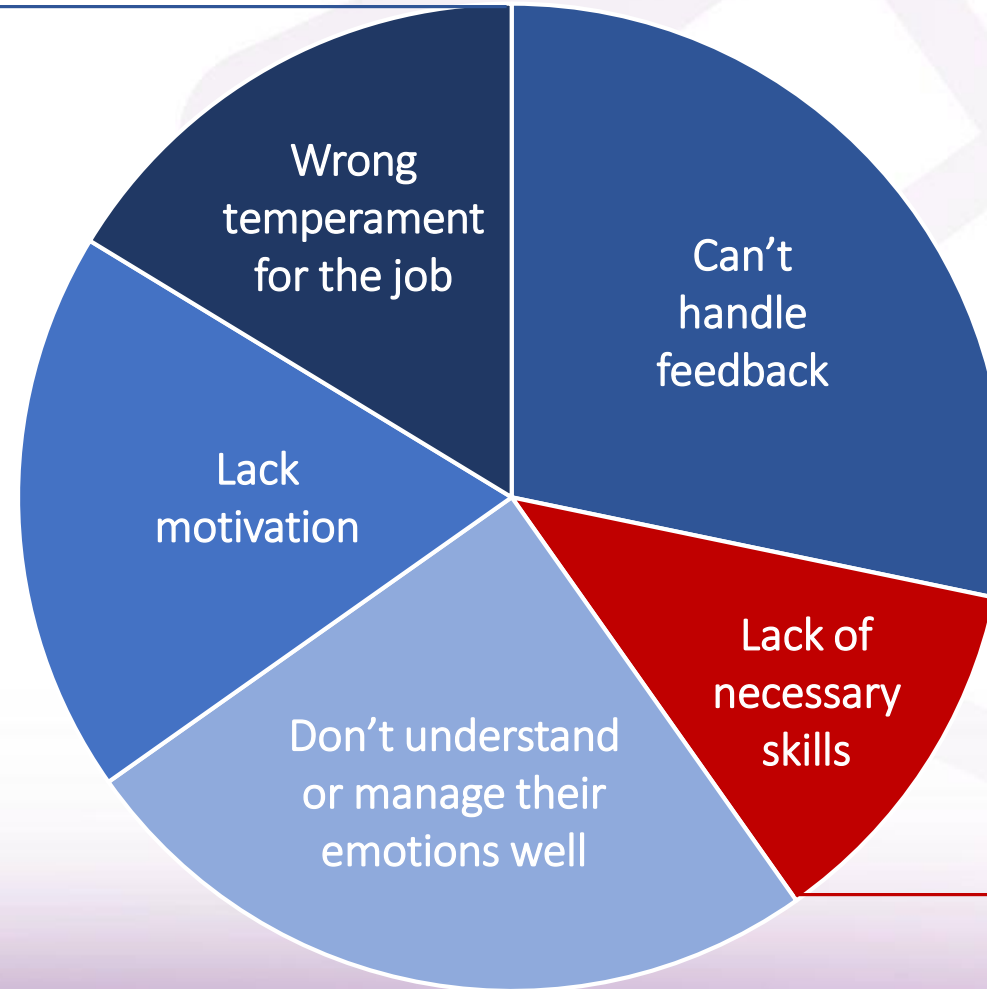 Wrong
temperament
for the job
Can’t
handle
feedback
Lack
motivation
Lack of
necessary
skills
Don’t understand
or manage their
emotions well